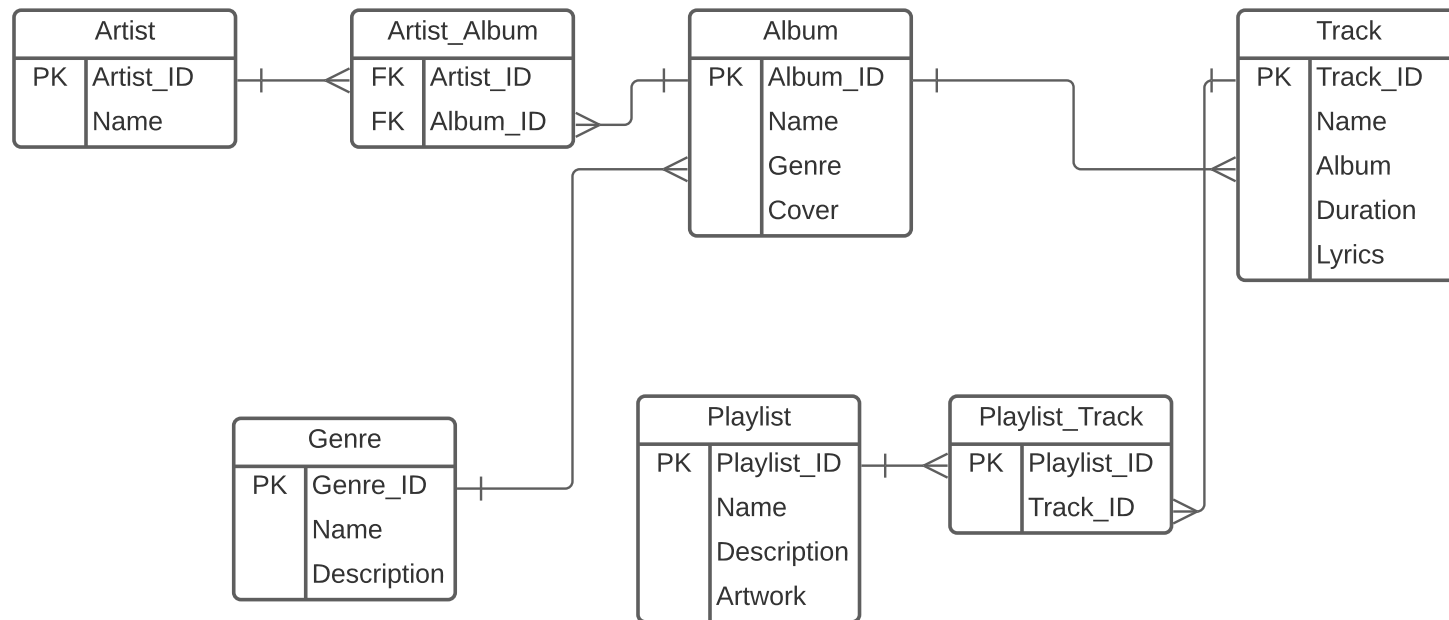 Artist
PK Artist_ID
Name
Artist_Album
FK Artist_ID
FK Album_ID
Album
PK Album_ID
Name
Genre
Cover
Track
PK Track_ID
Name
Album
Duration
Lyrics
Genre
PK Genre_ID
Name
Description
Playlist
PK Playlist_ID
Name
Description
Artwork
Playlist_Track
PK Playlist_ID
Track_ID